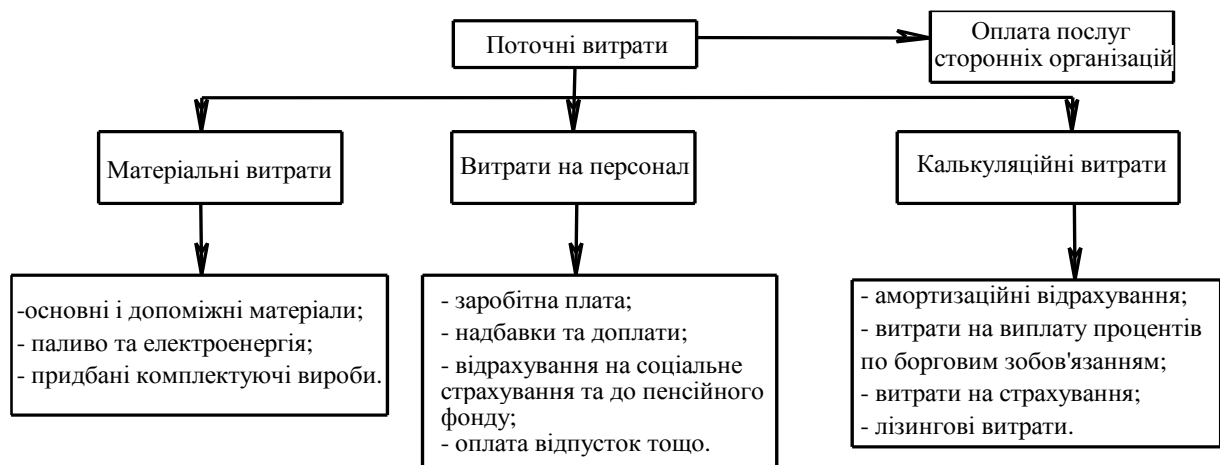 Поточні витрати
Оплата послуг
сторонніх організацій
Матеріальні витрати
Витрати на персонал
Калькуляційні витрати
-основні і допоміжні матеріали;
- паливо та електроенергія;
- придбані комплектуючі вироби.
- заробітна плата;
- надбавки та доплати;
- відрахування на соціальне
страхування та до пенсійного
фонду;
- оплата відпусток тощо.
- амортизаційні відрахування;
- витрати на виплату процентів
по борговим зобов'язанням;
- витрати на страхування;
- лізингові витрати.